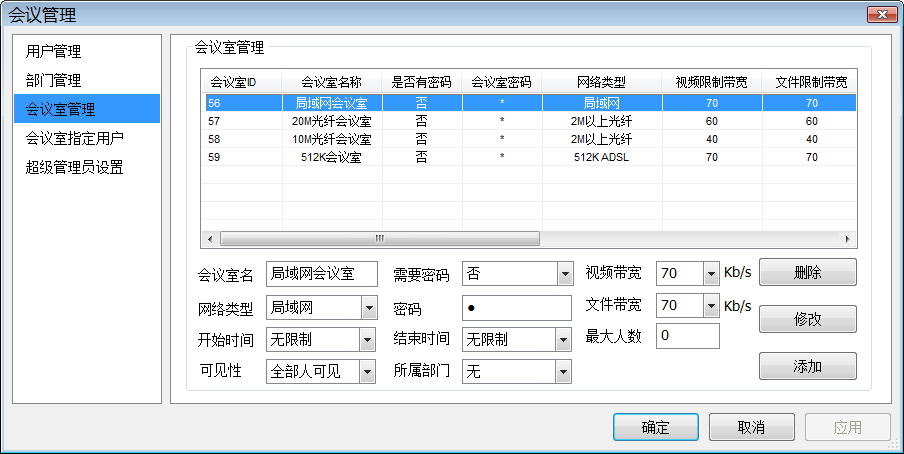 会议管理
用户管理
部门管理
会议室管理
会议室指定用户
超级管理员设置
会议室管理
会议室ID 会议室名称 是否有密码 会议室密码 网络类型 视频限制带宽 文件限制带宽
56 局域网会议室 否 * 局域网 70 70
57 20M光纤会议室 否 * 2M以上光纤 60 60
58 10M光纤会议室 否 * 2M以上光纤 40 40
59 512K会议室 否 * 512K ADSL 70 70
会议室名 局域网会议室 需要密码 否 视频带宽 70 Kb/s 删除
网络类型 局域网 密码 ● 文件带宽 70 Kb/s 修改
开始时间 无限制 结束时间 无限制 最大人数 0
可见性 全部人可见 所属部门 无 添加
确定 取消 应用